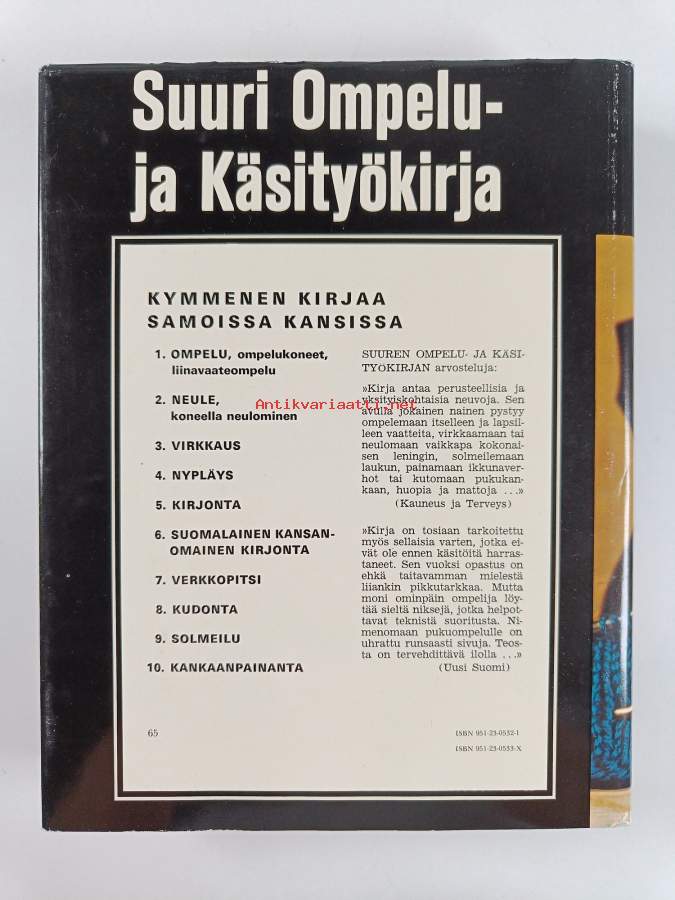 Suuri Ompelu-
ja Käsityökirja
KYMMENEN KIRJAA
SAMOISSA KANSISSA
1. OMPELU, ompelukoneet,
liinavaateompelu
2. NEULE,
koneella neulominen
3. VIRKKAUS
4. NYPLÄYS
5. KIRJONTA
6. SUOMALAINEN KANSAN-
OMAINEN KIRJONTA
7. VERKKOPITSI
8. KUDONTA
9. SOLMEILU
10. KANKAANPAINANTA
65
SUUREN OMPELU- JA KÄSI-
TYÖKIRJAN arvosteluja:
»Kirja antaa perusteellisia ja
yksityiskohtaisia neuvoja. Sen
avulla jokainen nainen pystyy
ompelemaan itselleen ja lapsil-
leen vaatteita, virkkaamaan tai
neulomaan vaikkapa kokonai-
sen leningin, solmeilemaan
laukun, painamaan ikkunaver-
hot tai kutomaan pukukan-
kaan, huopia ja mattoja ...»
(Kauneus ja Terveys)
»Kirja on tosiaan tarkoitettu
myös sellaisia varten, jotka ei-
vät ole ennen käsitöitä harras-
taneet. Sen vuoksi opastus on
ehkä taitavamman mielestä
liiankin pikkutarkkaa. Mutta
moni ominpäin ompelija löy-
tää sieltä niksejä, jotka helpot-
tavat teknistä suoritusta. Ni-
menomaan pukuompelulle on
uhrattu runsaasti sivuja. Teos-
ta on tervehdittävä ilolla ...»
(Uusi Suomi)
ISBN 951-23-0532-1
ISBN 951-23-0533-X
Antikvariaatti.net